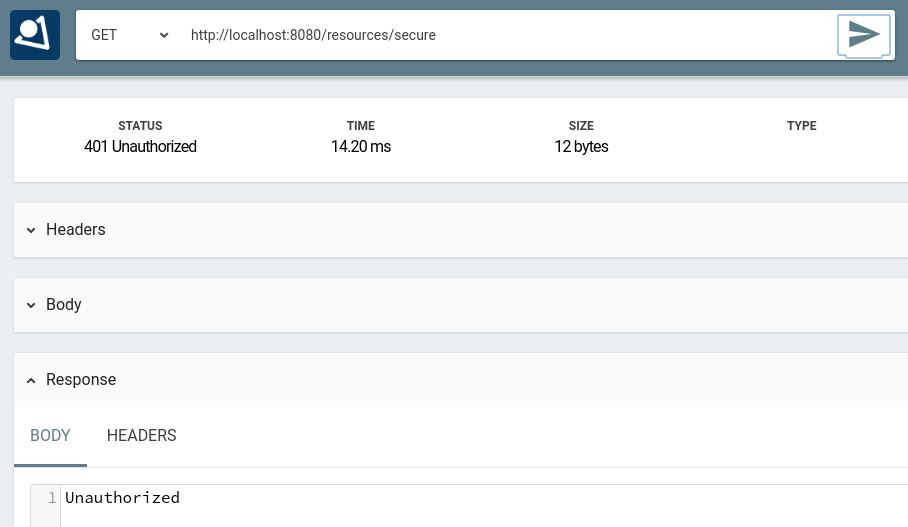 GET http://localhost:8080/resources/secure
STATUS TIME SIZE TYPE
401 Unauthorized 14.20 ms 12 bytes
Headers
Body
Response
BODY HEADERS
1 Unauthorized